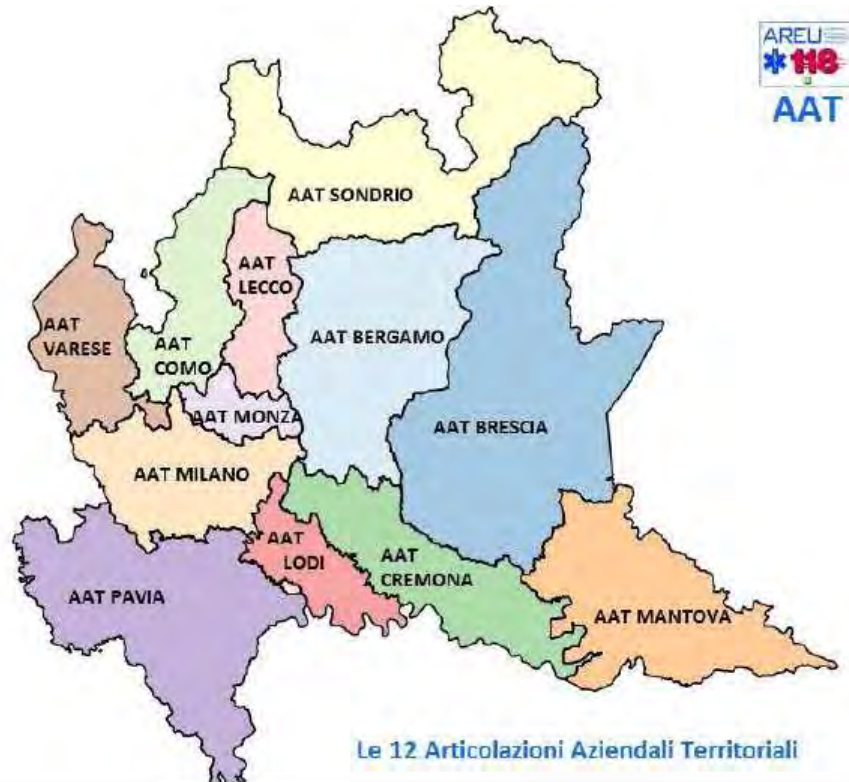 AREU
118
AAT
AAT SONDRIO
AAT
LECCO
AAT
VARESE
AAT
COMO
AAT BERGAMO
AAT MONZA
AAT BRESCIA
AAT MILANO
AAT
LODI
AAT
CREMONA
AAT PAVIA
AAT MANTOVA
Le 12 Articolazioni Aziendali Territoriali